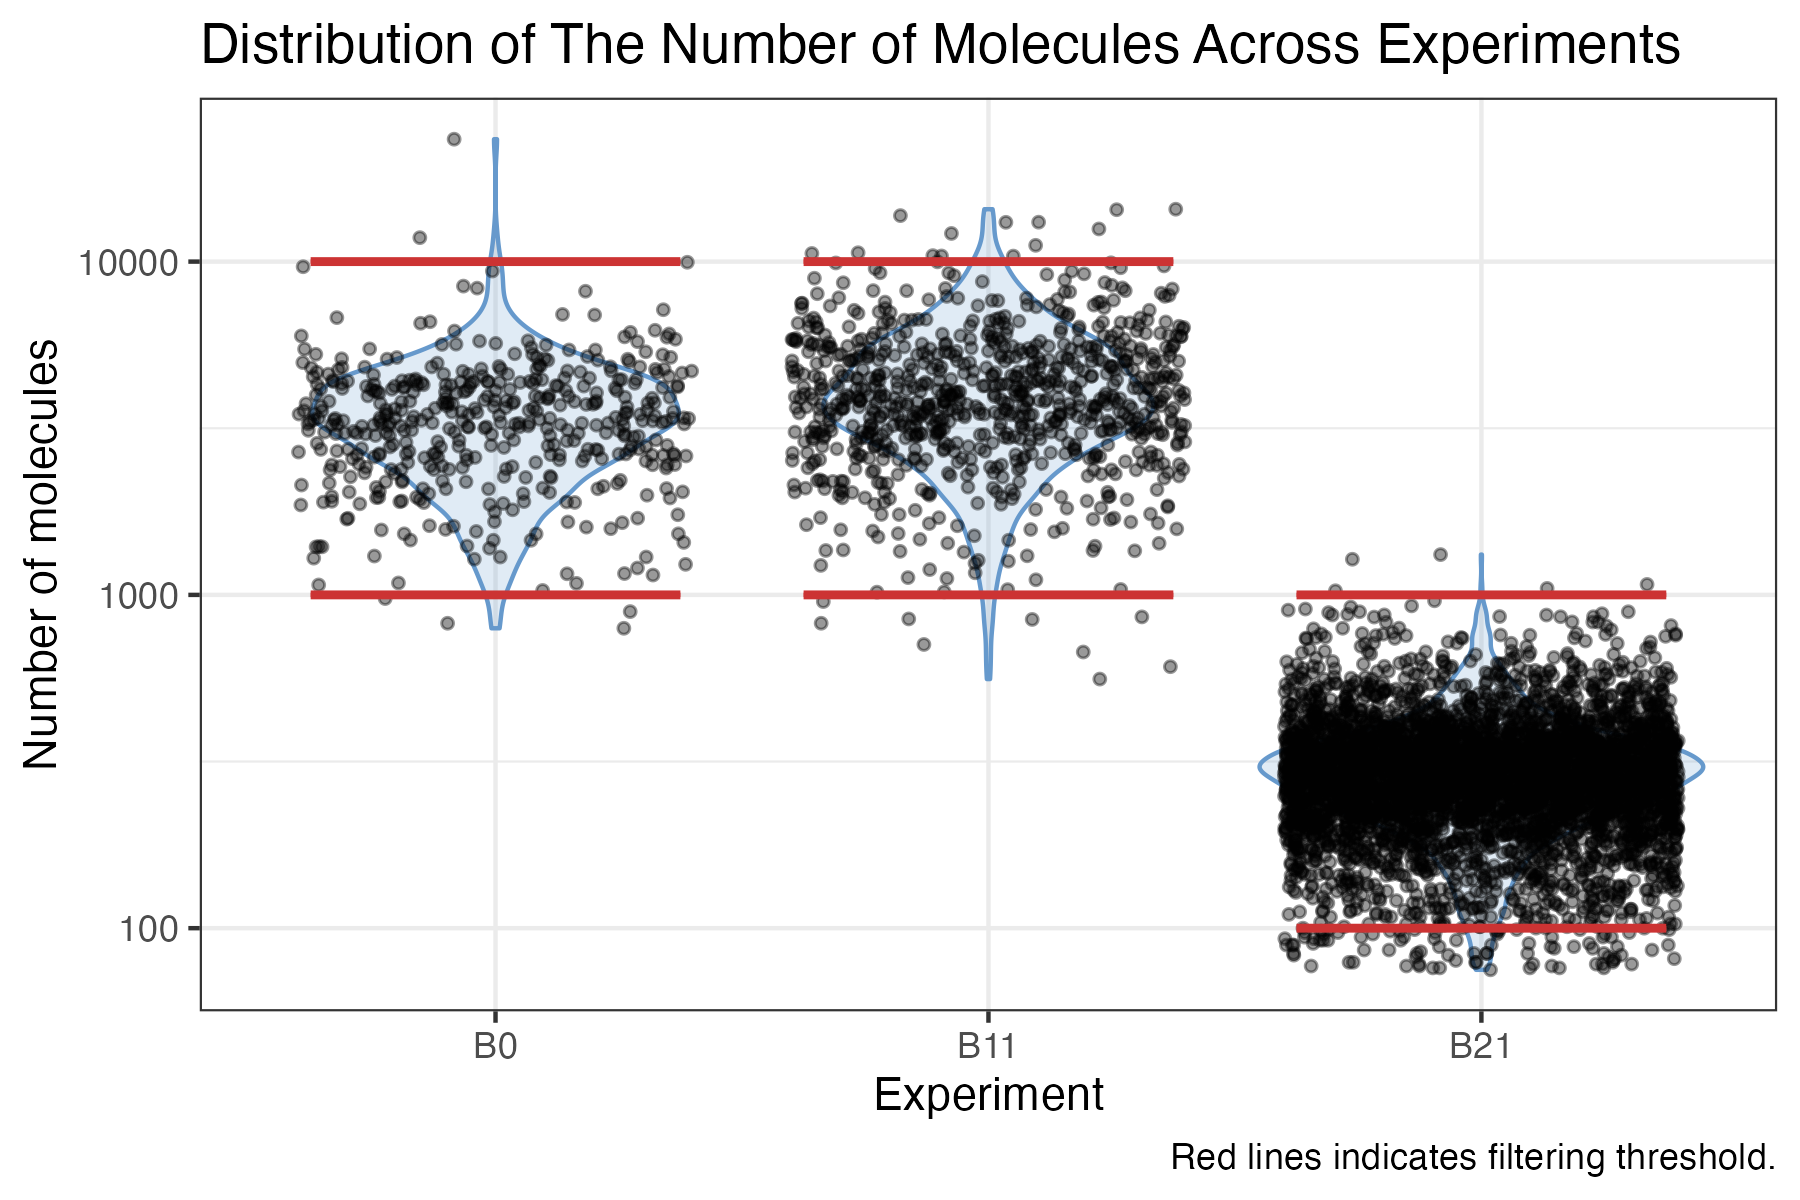 Distribution of The Number of Molecules Across Experiments
Number of molecules
10000
1000
100
B0
B11
B21
Experiment
Red lines indicates filtering threshold.